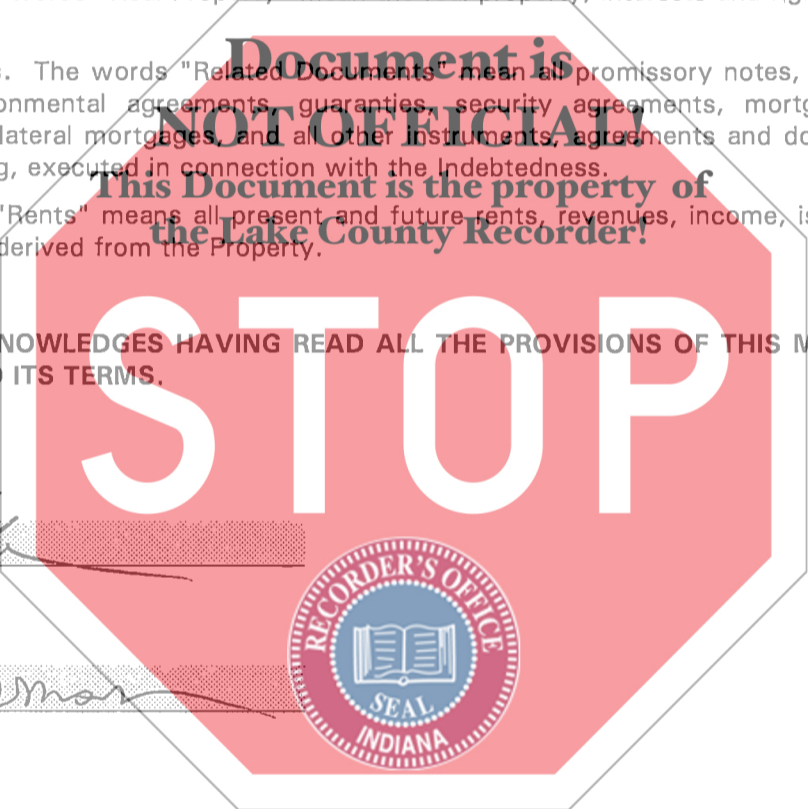 Document is
s. The words "Related Documents" mean all promissory notes,
NOT OFFICIAL!
onmental agreements, guaranties, security agreements, mortg
lateral mortgages, and all other instruments, agreements and do
g, executed in connection with the Indebtedness.
This Document is the property of
"Rents" means all present and future rents, revenues, income, is
the Lake County Recorder!
derived from the Property.
NOWLEDGES HAVING READ ALL THE PROVISIONS OF THIS M
O ITS TERMS.
STOP
RECORDER'S OFFICE
SEAL
INDIANA